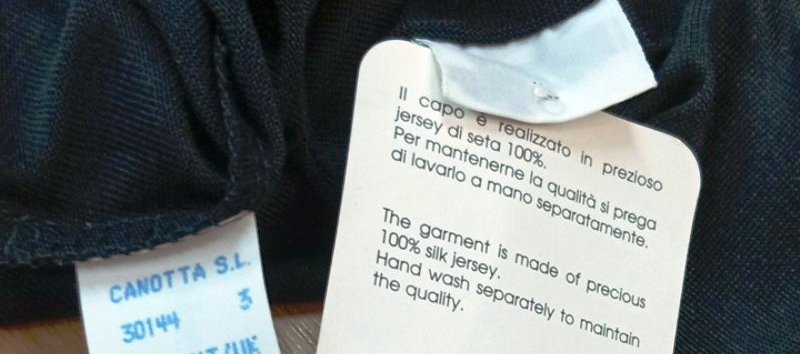 Il capo è realizzato in prezioso
jersey di seta 100%.
Per mantenerne la qualità si prega
di lavarlo a mano separatamente.
The garment is made of precious
100% silk jersey.
Hand wash separately to maintain
the quality.
CANOTTA S.L.
30144 3